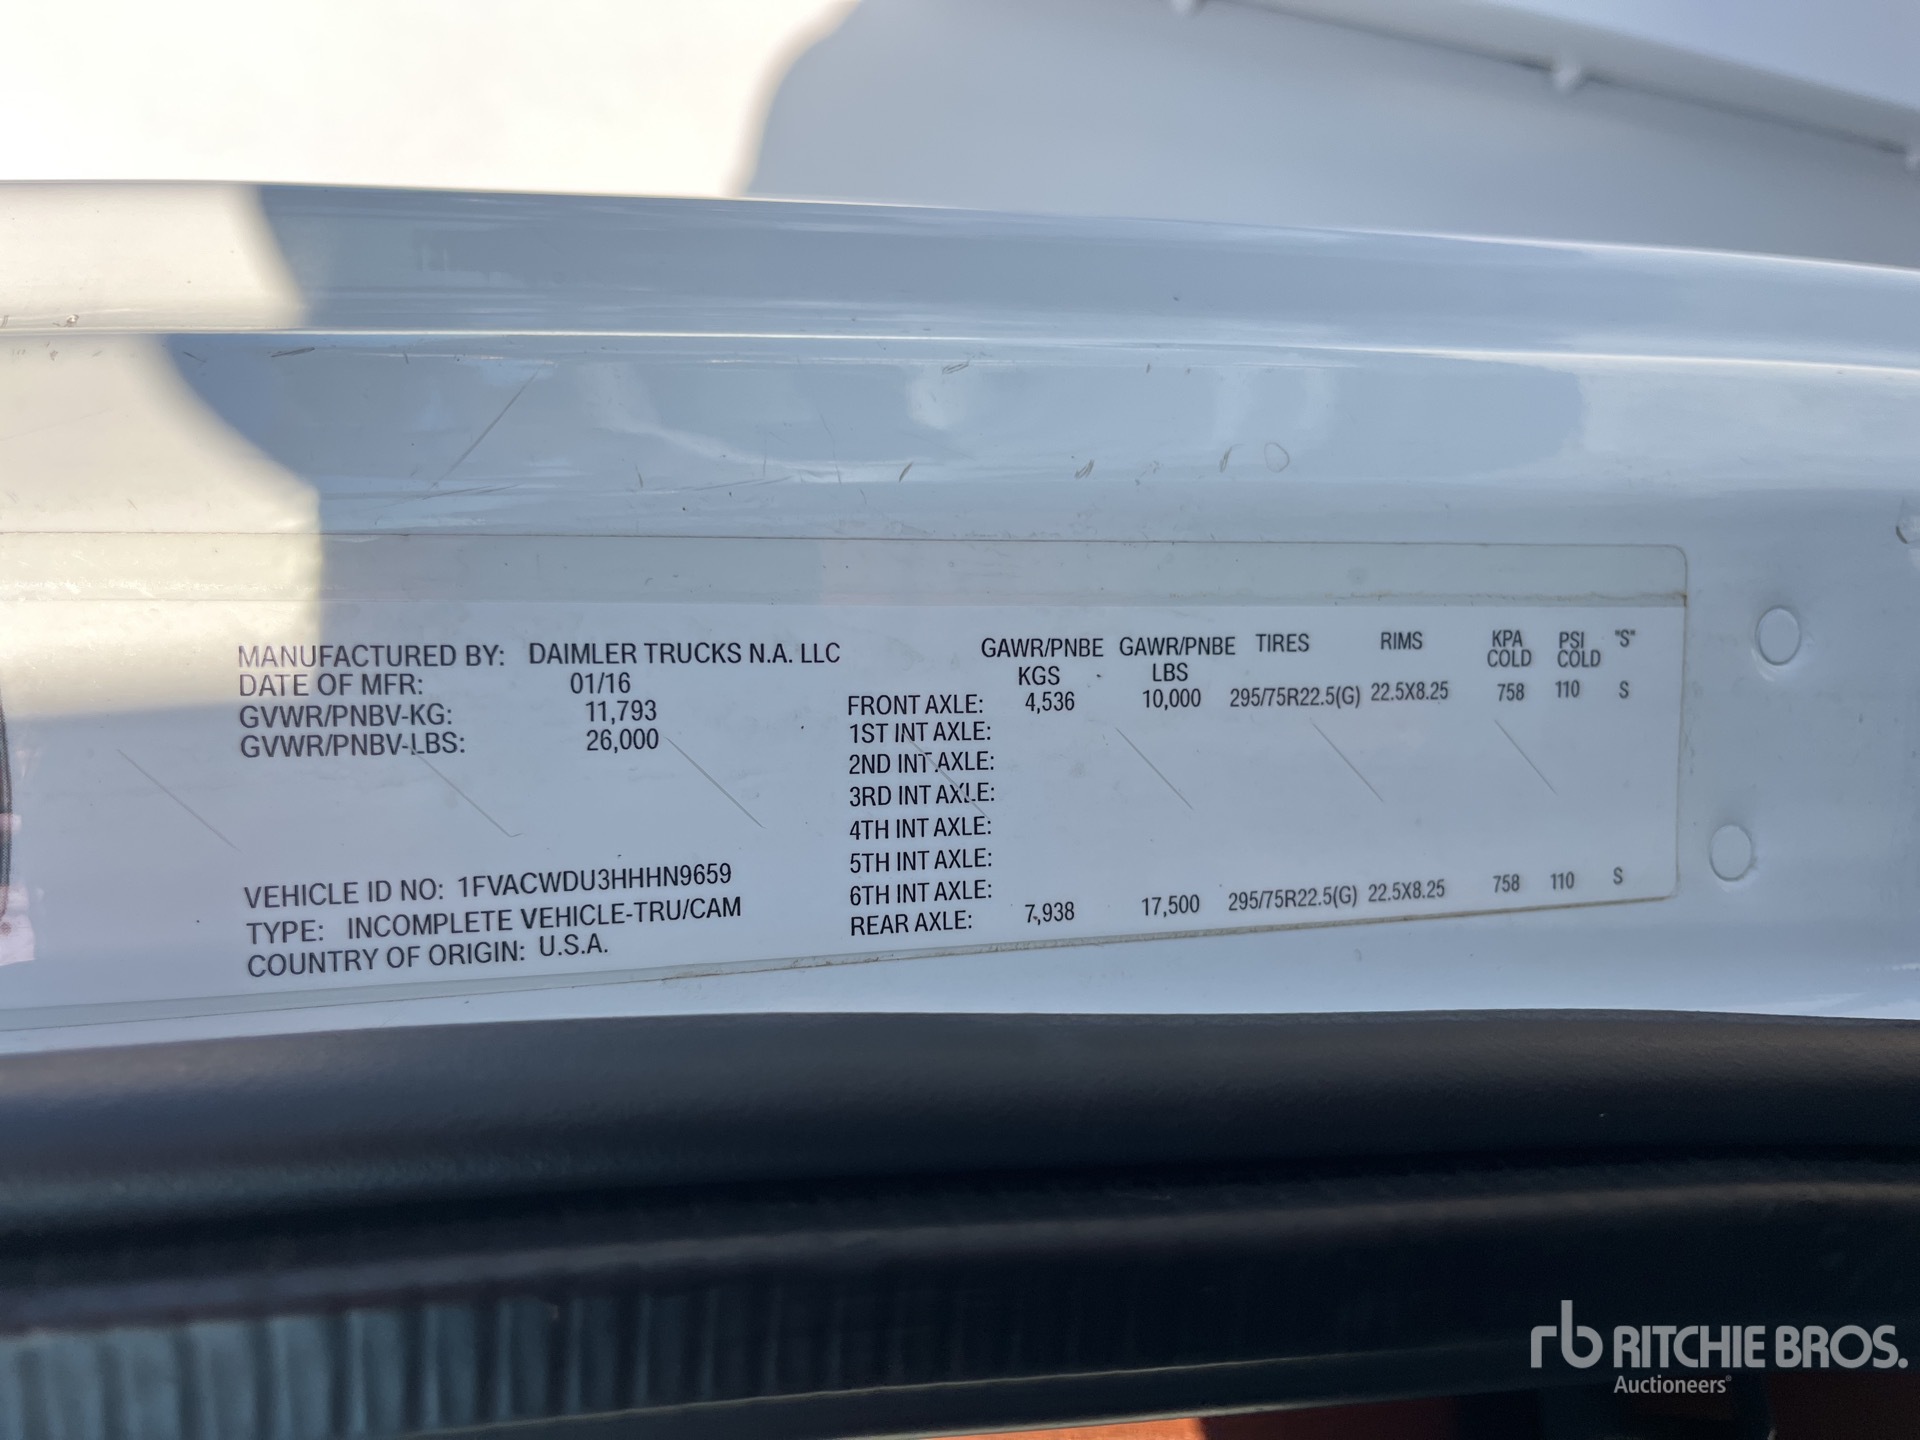 MANUFACTURED BY: DAIMLER TRUCKS N.A. LLC
DATE OF MFR: 01/16
GVWR/PNBV-KG: 11,793
GVWR/PNBV-LBS: 26,000
VEHICLE ID NO: 1FVACWDU3HHHN9659
TYPE: INCOMPLETE VEHICLE-TRU/CAM
COUNTRY OF ORIGIN: U.S.A.
GAWR/PNBE GAWR/PNBE TIRES RIMS KPA PSI "S"
KGS LBS COLD COLD
FRONT AXLE: 4,536 10,000 295/75R22.5(G) 22.5X8.25 758 110 S
1ST INT AXLE:
2ND INT AXLE:
3RD INT AXLE:
4TH INT AXLE:
5TH INT AXLE:
6TH INT AXLE:
REAR AXLE: 7,938 17,500 295/75R22.5(G) 22.5X8.25 758 110 S
rb RITCHIE BROS.
Auctioneers